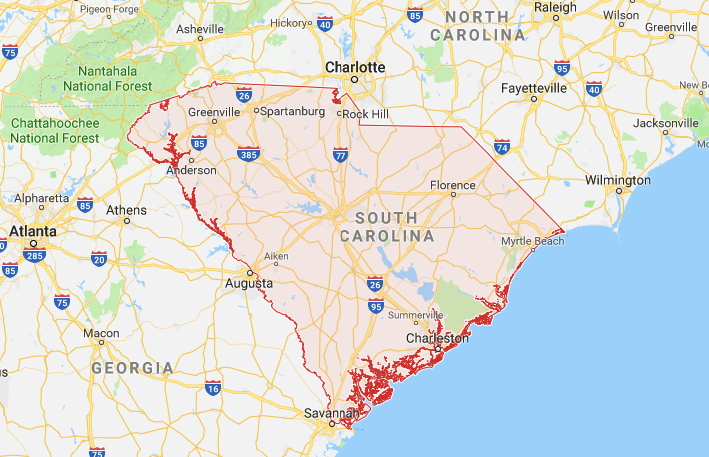 Pigeon Forge
Raleigh
85
NORTH
CAROLINA
Wilson
Greenville
Hickory
40
Asheville
75
Nantahala
National Forest
Charlotte
95
40
Fayetteville
26
Greenville
Spartanburg
Rock Hill
Chattahoochee
National Forest
Jacksonville
85
385
77
74
Anderson
Florence
Wilmington
Alpharetta
85
Athens
SOUTH
CAROLINA
Atlanta
Myrtle Beach
285
20
85
Aiken
Augusta
26
75
95
Summerville
Macon
Charleston
GEORGIA
16
Savannah
75